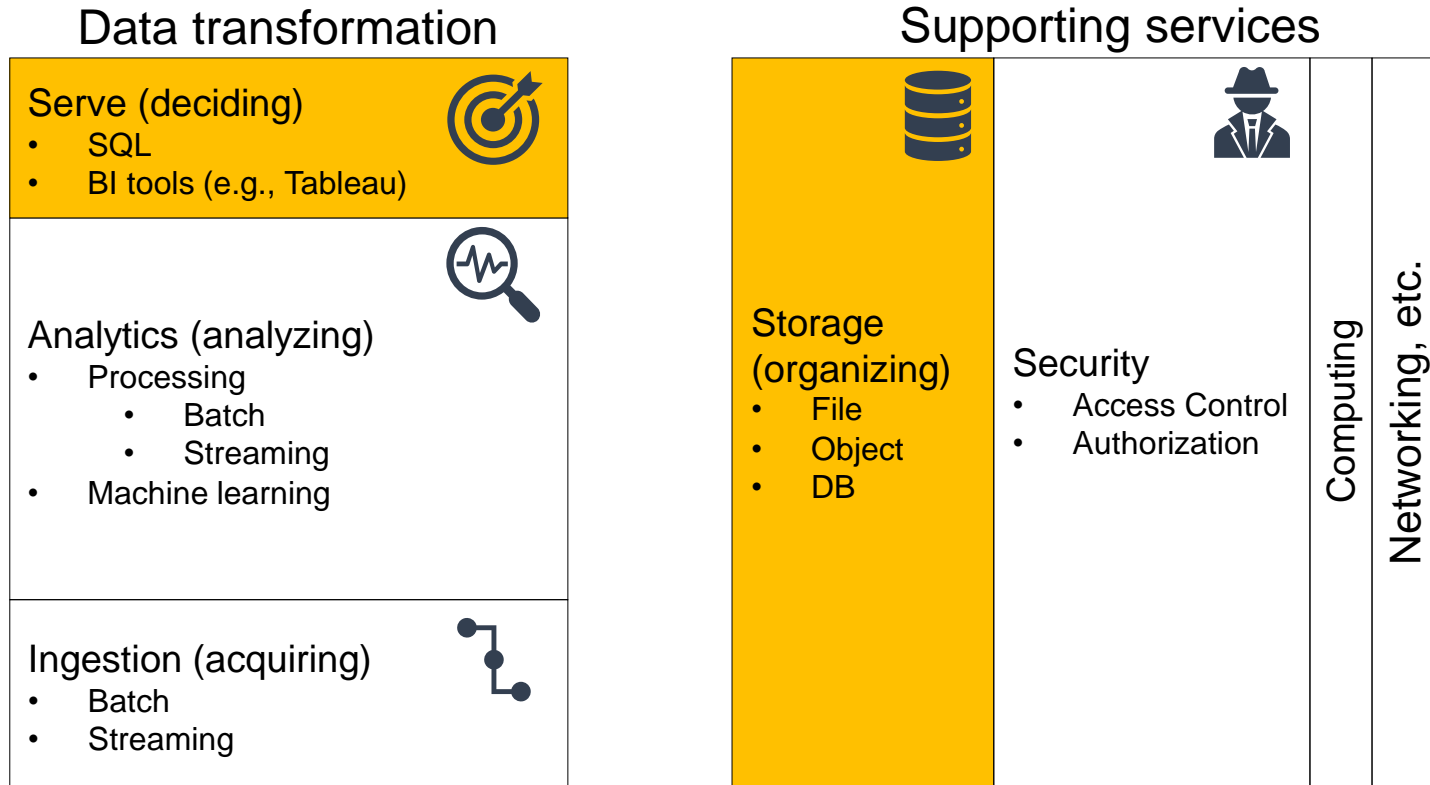 Data transformation
Serve (deciding)
• SQL
• BI tools (e.g., Tableau)
Analytics (analyzing)
• Processing
• Batch
• Streaming
• Machine learning
Ingestion (acquiring)
• Batch
• Streaming
Supporting services
Storage
(organizing)
• File
• Object
• DB
Security
• Access Control
• Authorization
Computing
Networking, etc.